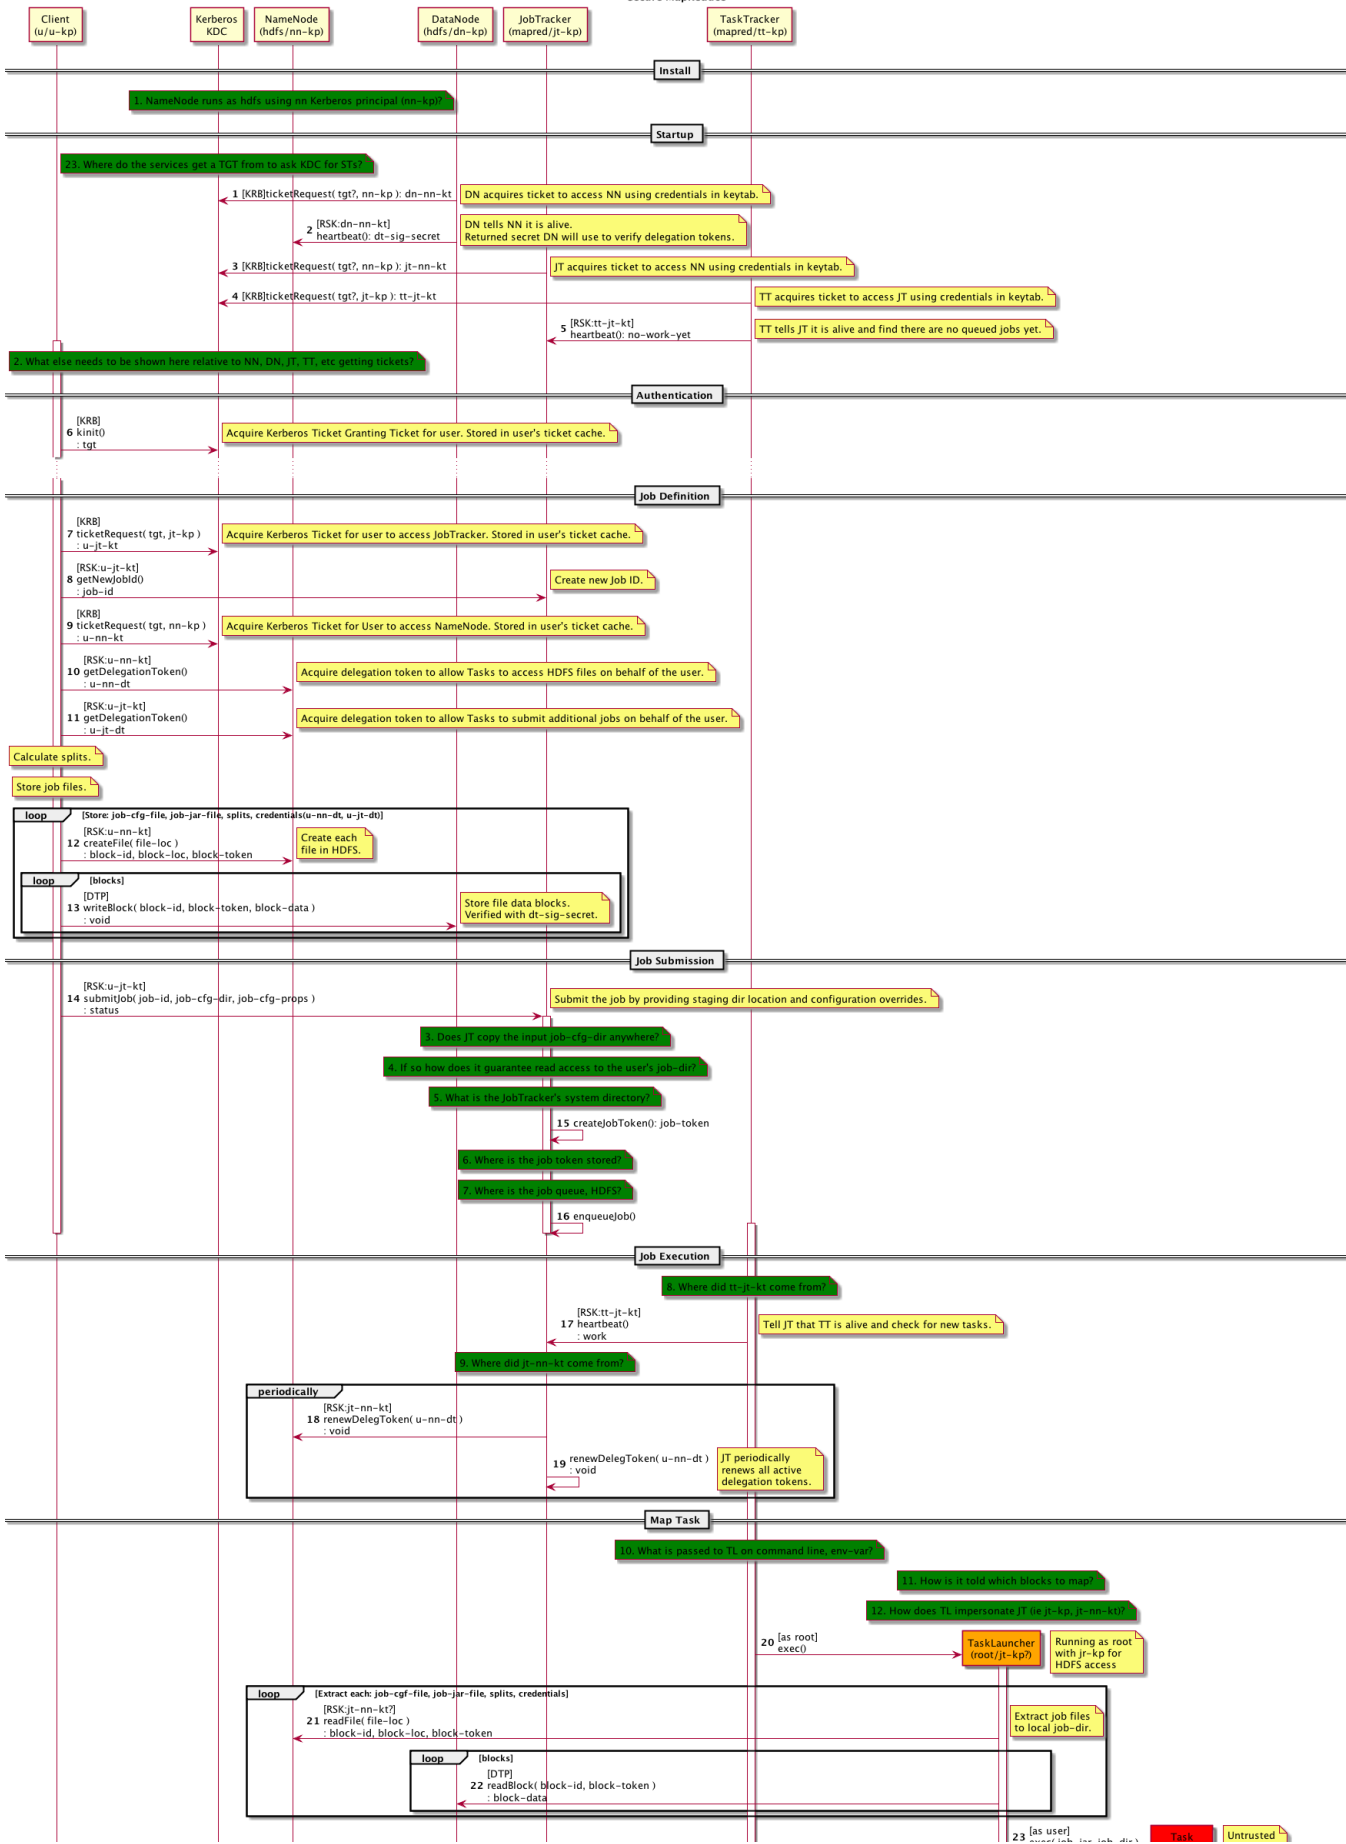 Client
(u/u-kp)
Kerberos
KDC
NameNode
(hdfs/nn-kp)
DataNode
(hdfs/dn-kp)
JobTracker
(mapred/jt-kp)
TaskTracker
(mapred/tt-kp)
Install
1. NameNode runs as hdfs using nn Kerberos principal (nn-kp)?
Startup
23. Where do the services get a TGT from to ask KDC for STs?
1 [KRB]ticketRequest( tgt?, nn-kp ): dn-nn-kt
DN acquires ticket to access NN using credentials in keytab.
2 [RSK:dn-nn-kt]
heartbeat(): dt-sig-secret
DN tells NN it is alive.
Returned secret DN will use to verify delegation tokens.
3 [KRB]ticketRequest( tgt?, nn-kp ): jt-nn-kt
JT acquires ticket to access NN using credentials in keytab.
4 [KRB]ticketRequest( tgt?, jt-kp ): tt-jt-kt
TT acquires ticket to access JT using credentials in keytab.
5 [RSK:tt-jt-kt]
heartbeat(): no-work-yet
TT tells JT it is alive and find there are no queued jobs yet.
2. What else needs to be shown here relative to NN, DN, JT, TT, etc getting tickets?
Authentication
[KRB]
6 kinit()
: tgt
Acquire Kerberos Ticket Granting Ticket for user. Stored in user's ticket cache.
Job Definition
[KRB]
7 ticketRequest( tgt, jt-kp )
: u-jt-kt
Acquire Kerberos Ticket for user to access JobTracker. Stored in user's ticket cache.
[RSK:u-jt-kt]
8 getNewJobId()
: job-id
Create new Job ID.
[KRB]
9 ticketRequest( tgt, nn-kp )
: u-nn-kt
Acquire Kerberos Ticket for User to access NameNode. Stored in user's ticket cache.
[RSK:u-nn-kt]
10 getDelegationToken()
: u-nn-dt
Acquire delegation token to allow Tasks to access HDFS files on behalf of the user.
[RSK:u-jt-kt]
11 getDelegationToken()
: u-jt-dt
Acquire delegation token to allow Tasks to submit additional jobs on behalf of the user.
Calculate splits.
Store job files.
loop [Store: job-cfg-file, job-jar-file, splits, credentials(u-nn-dt, u-jt-dt)]
[RSK:u-nn-kt]
12 createFile( file-loc )
: block-id, block-loc, block-token
Create each
file in HDFS.
loop [blocks]
[DTP]
13 writeBlock( block-id, block-token, block-data )
: void
Store file data blocks.
Verified with dt-sig-secret.
Job Submission
[RSK:u-jt-kt]
14 submitJob( job-id, job-cfg-dir, job-cfg-props )
: status
Submit the job by providing staging dir location and configuration overrides.
3. Does JT copy the input job-cfg-dir anywhere?
4. If so how does it guarantee read access to the user's job-dir?
5. What is the JobTracker's system directory?
15 createJobToken(): job-token
6. Where is the job token stored?
7. Where is the job queue, HDFS?
16 enqueueJob()
Job Execution
8. Where did tt-jt-kt come from?
[RSK:tt-jt-kt]
17 heartbeat()
: work
Tell JT that TT is alive and check for new tasks.
9. Where did jt-nn-kt come from?
periodically
[RSK:jt-nn-kt]
18 renewDelegToken( u-nn-dt )
: void
19 renewDelegToken( u-nn-dt )
: void
JT periodically
renews all active
delegation tokens.
Map Task
10. What is passed to TL on command line, env-var?
11. How is it told which blocks to map?
12. How does TL impersonate JT (ie jt-kp, jt-nn-kt)?
20 [as root]
exec()
TaskLauncher
(root/jt-kp?)
Running as root
with jr-kp for
HDFS access
loop [Extract each: job-cgf-file, job-jar-file, splits, credentials]
[RSK:jt-nn-kt?]
21 readFile( file-loc )
: block-id, block-loc, block-token
Extract job files
to local job-dir.
loop [blocks]
[DTP]
22 readBlock( block-id, block-token )
: block-data
23 [as user]
Task
Untrusted